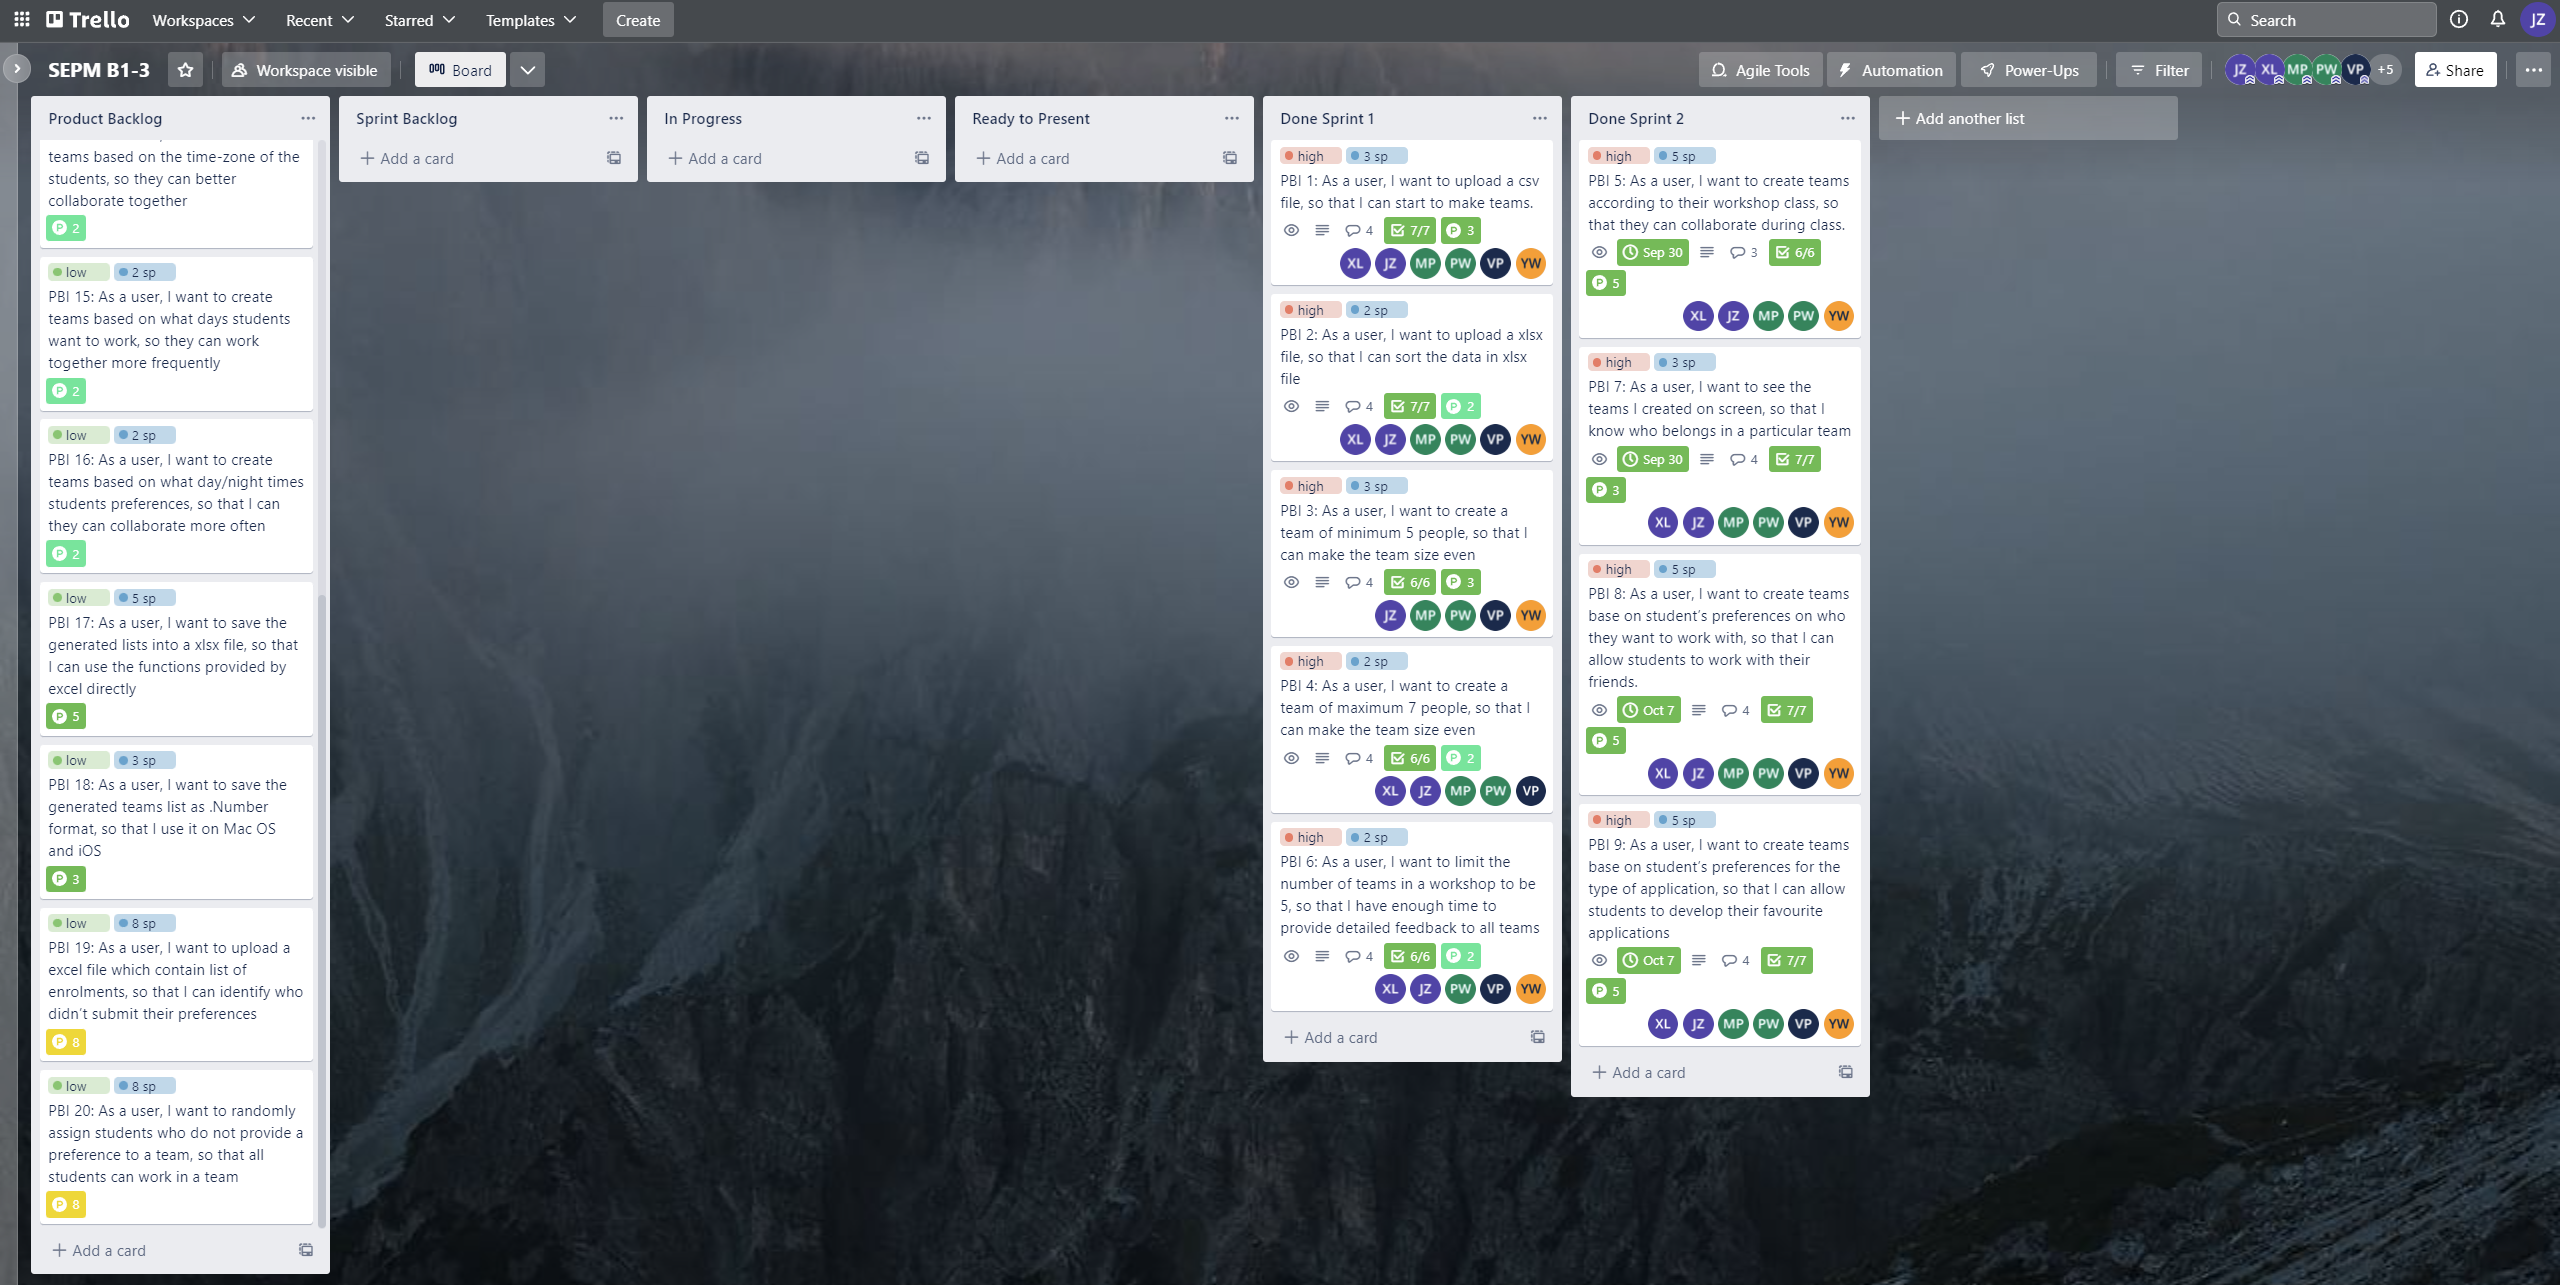 Trello
Workspaces
Recent
Starred
Templates
Create
Search
JZ
SEPM B1-3
Workspace visible
Board
Agile Tools
Automation
Power-Ups
Filter
JZ XL MP PW VP +5
Share
Product Backlog
teams based on the time-zone of the
students, so they can better
collaborate together
P 2
low 2 sp
PBI 15: As a user, I want to create
teams based on what days students
want to work, so they can work
together more frequently
P 2
low 2 sp
PBI 16: As a user, I want to create
teams based on what day/night times
students preferences, so that I can
they can collaborate more often
P 2
low 5 sp
PBI 17: As a user, I want to save the
generated lists into a xlsx file, so that
I can use the functions provided by
excel directly
P 5
low 3 sp
PBI 18: As a user, I want to save the
generated teams list as .Number
format, so that I use it on Mac OS
and iOS
P 3
low 8 sp
PBI 19: As a user, I want to upload a
excel file which contain list of
enrolments, so that I can identify who
didn't submit their preferences
P 8
low 8 sp
PBI 20: As a user, I want to randomly
assign students who do not provide a
preference to a team, so that all
students can work in a team
P 8
+ Add a card
Sprint Backlog
+ Add a card
In Progress
+ Add a card
Ready to Present
+ Add a card
Done Sprint 1
high 3 sp
PBI 1: As a user, I want to upload a csv
file, so that I can start to make teams.
4 7/7 P 3
XL JZ MP PW VP YW
high 2 sp
PBI 2: As a user, I want to upload a xlsx
file, so that I can sort the data in xlsx
file
4 7/7 P 2
XL JZ MP PW VP YW
high 3 sp
PBI 3: As a user, I want to create a
team of minimum 5 people, so that I
can make the team size even
4 6/6 P 3
JZ MP PW VP YW
high 2 sp
PBI 4: As a user, I want to create a
team of maximum 7 people, so that I
can make the team size even
4 6/6 P 2
XL JZ MP PW VP
high 2 sp
PBI 6: As a user, I want to limit the
number of teams in a workshop to be
5, so that I have enough time to
provide detailed feedback to all teams
4 6/6 P 2
XL JZ PW VP YW
+ Add a card
Done Sprint 2
high 5 sp
PBI 5: As a user, I want to create teams
according to their workshop class, so
that they can collaborate during class.
Sep 30 3 6/6
P 5
XL JZ MP PW YW
high 3 sp
PBI 7: As a user, I want to see the
teams I created on screen, so that I
know who belongs in a particular team
Sep 30 4 7/7
P 3
XL JZ MP PW VP YW
high 5 sp
PBI 8: As a user, I want to create teams
base on student's preferences on who
they want to work with, so that I can
allow students to work with their
friends.
Oct 7 4 7/7
P 5
XL JZ MP PW VP YW
high 5 sp
PBI 9: As a user, I want to create teams
base on student's preferences for the
type of application, so that I can allow
students to develop their favourite
applications
Oct 7 4 7/7
P 5
XL JZ MP PW VP YW
+ Add a card
+ Add another list